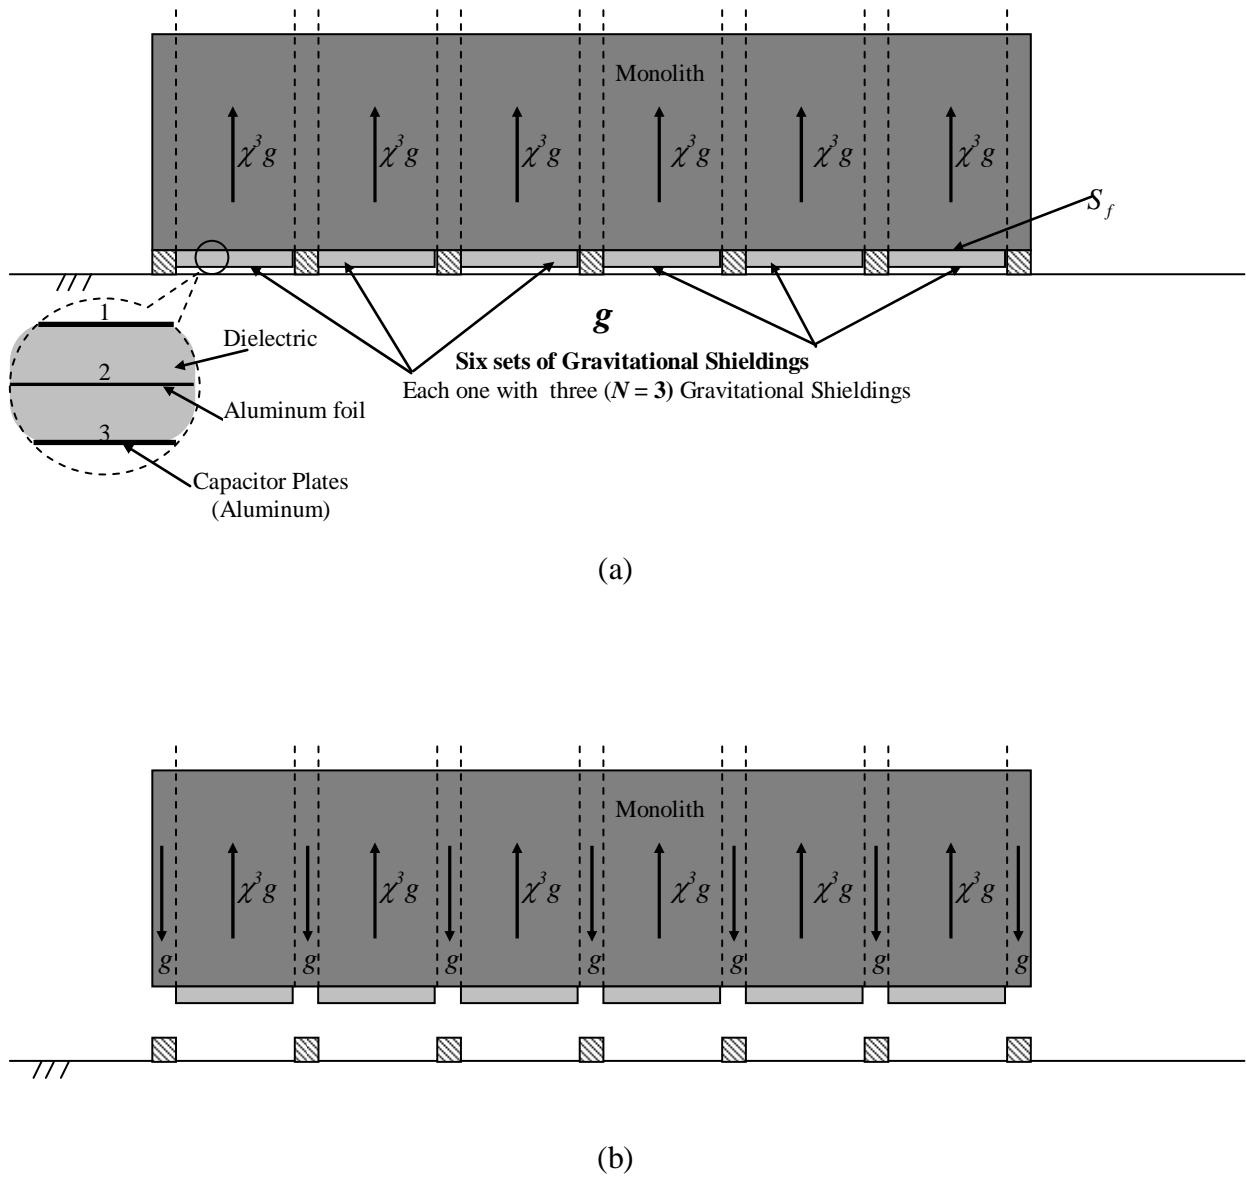 Monolith
χ³g χ³g χ³g χ³g χ³g χ³g
S_f
1
Dielectric
g
2
Six sets of Gravitational Shieldings
Each one with three (N = 3) Gravitational Shieldings
Aluminum foil
3
Capacitor Plates
(Aluminum)
(a)
Monolith
χ³g χ³g χ³g χ³g χ³g χ³g
g g g g g g g
(b)